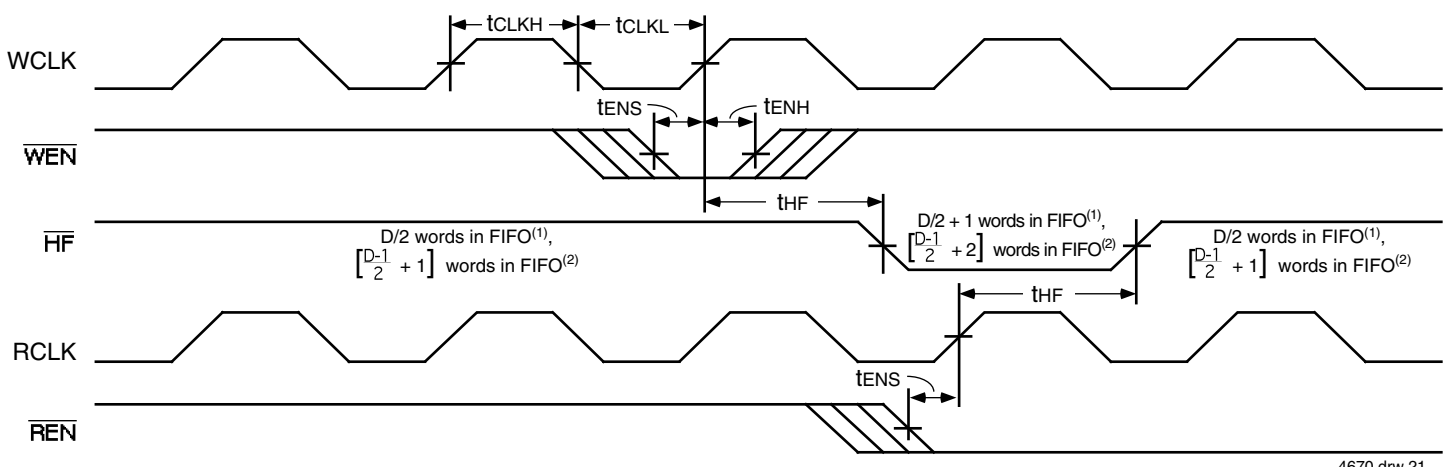 tCLKH tCLKL
WCLK
tENS tENH
WEN
tHF
HF
D/2 words in FIFO(1),
[D-1/2 + 1] words in FIFO(2)
D/2 + 1 words in FIFO(1),
[D-1/2 + 2] words in FIFO(2)
D/2 words in FIFO(1),
[D-1/2 + 1] words in FIFO(2)
tHF
RCLK
tENS
REN
4670 drw 21